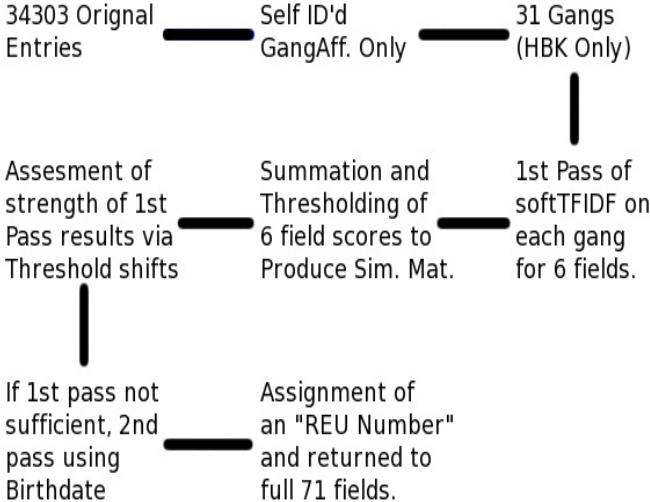 34303 Orignal
Entries
Self ID'd
GangAff. Only
31 Gangs
(HBK Only)
1st Pass of
softTFIDF on
each gang
for 6 fields.
Summation and
Thresholding of
6 field scores to
Produce Sim. Mat.
Assesment of
strength of 1st
Pass results via
Threshold shifts
If 1st pass not
sufficient, 2nd
pass using
Birthdate
Assignment of
an "REU Number"
and returned to
full 71 fields.